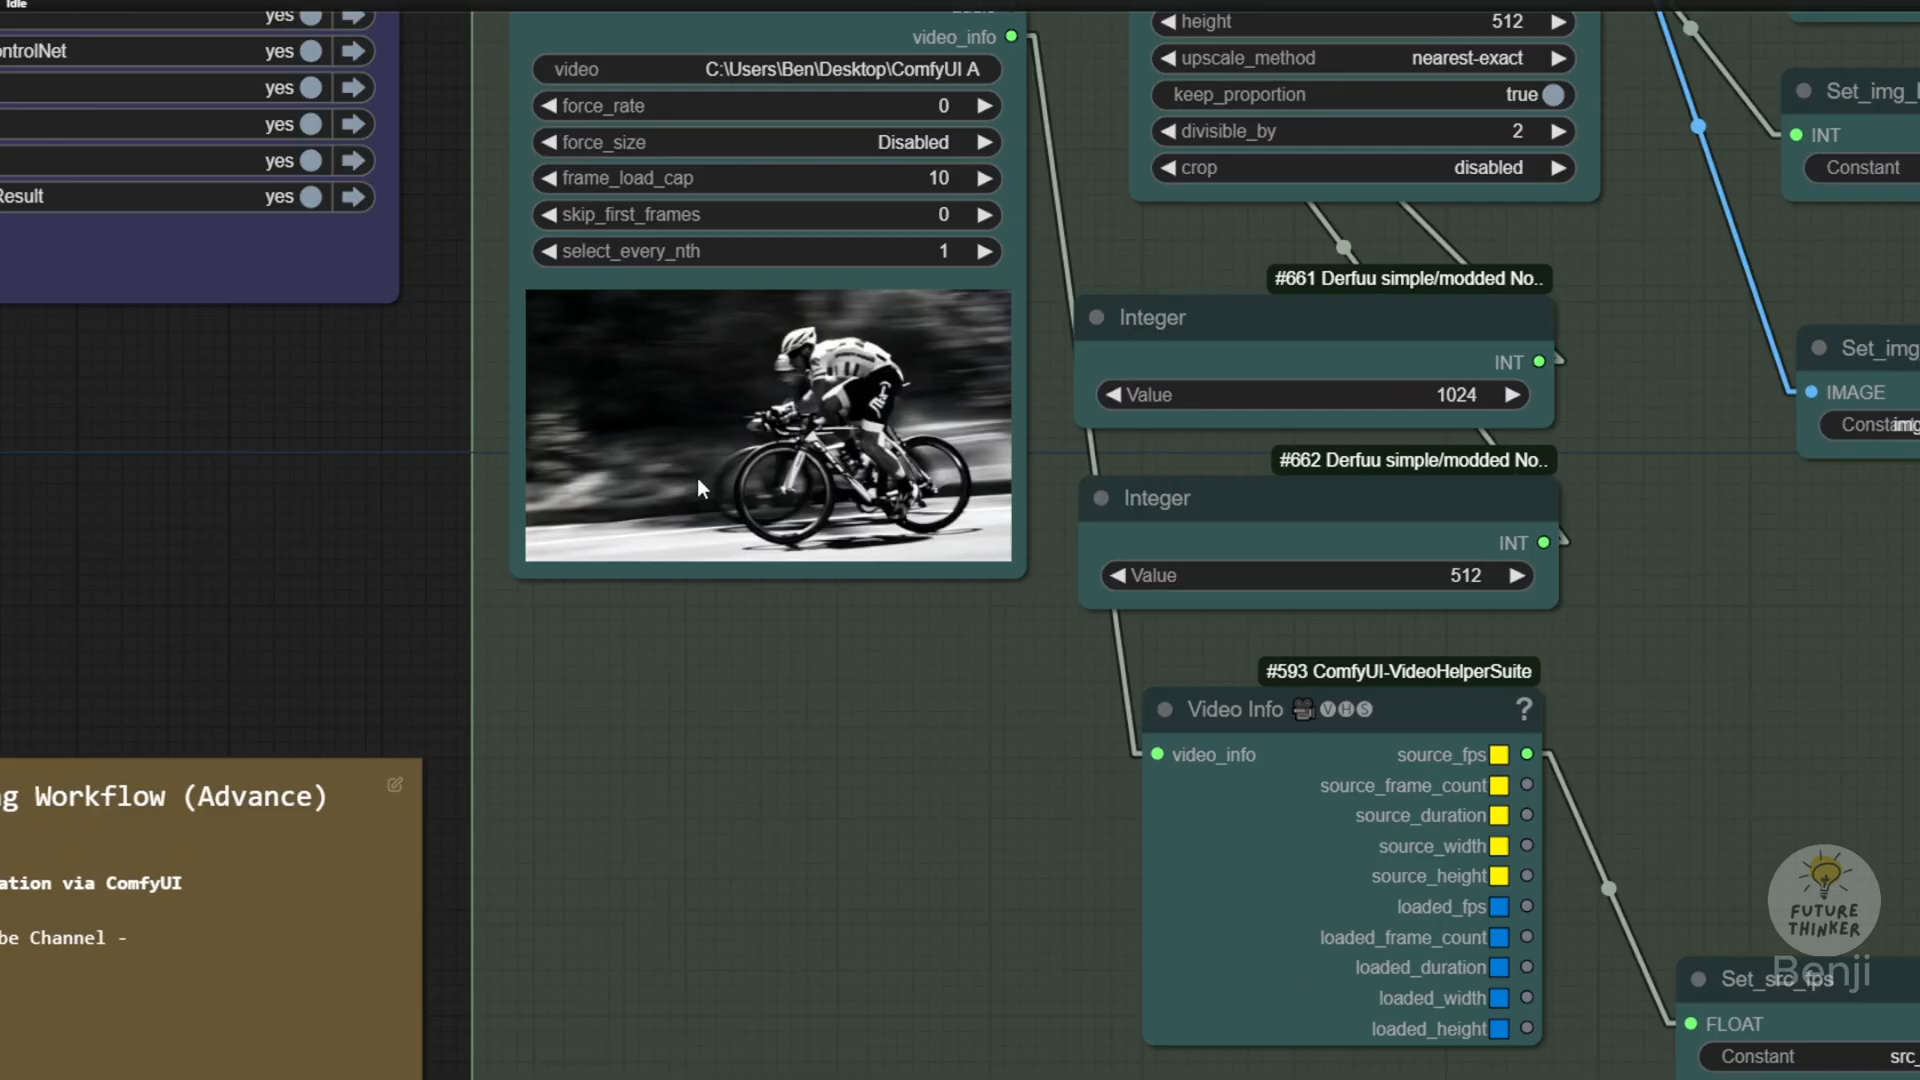 Idle
yes
ontrolNet
yes
yes
yes
yes
Result
yes
video_info
video
C:\Users\Ben\Desktop\ComfyUI A
force_rate
0
force_size
Disabled
frame_load_cap
10
skip_first_frames
0
select_every_nth
1
height
512
upscale_method
nearest-exact
keep_proportion
true
divisible_by
2
crop
disabled
#661 Derfuu simple/modded No..
Integer
INT
Value
1024
#662 Derfuu simple/modded No..
Integer
INT
Value
512
#593 ComfyUI-VideoHelperSuite
Video Info VHS
?
video_info
source_fps
source_frame_count
source_duration
source_width
source_height
loaded_fps
loaded_frame_count
loaded_duration
loaded_width
loaded_height
Set_img_
INT
Constant
Set_img
IMAGE
Set_src_fps
FLOAT
Constant
src_
g Workflow (Advance)
ation via ComfyUI
be Channel -
FUTURE
THINKER
Benji